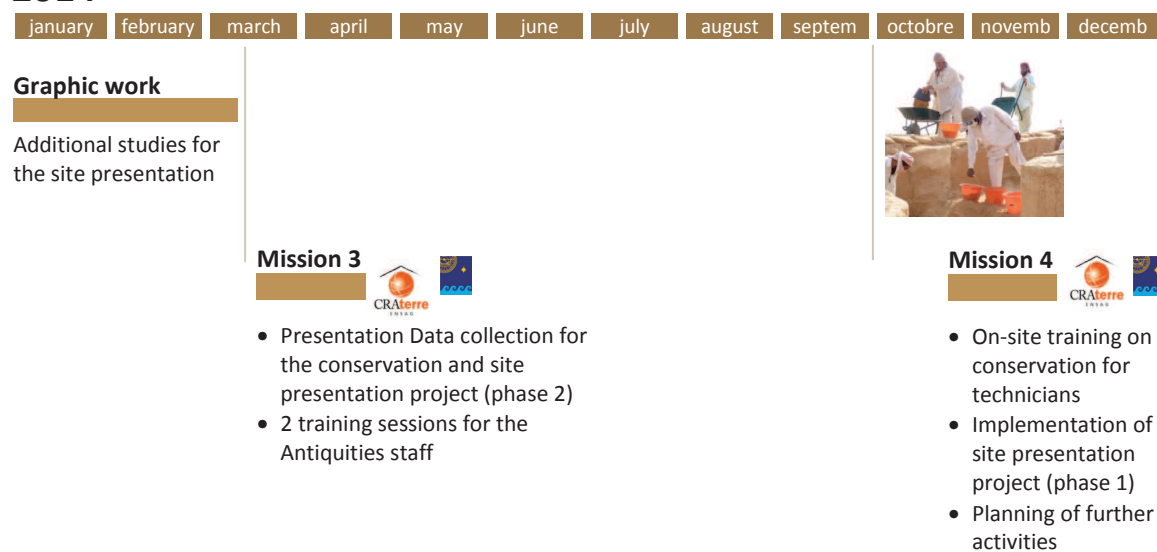 january february march april may june july august septem octobre novemb decemb
Graphic work
Additional studies for
the site presentation
Mission 3
CRAterre
ENSAG
• Presentation Data collection for
the conservation and site
presentation project (phase 2)
• 2 training sessions for the
Antiquities staff
Mission 4
CRAterre
ENSAG
• On-site training on
conservation for
technicians
• Implementation of
site presentation
project (phase 1)
• Planning of further
activities